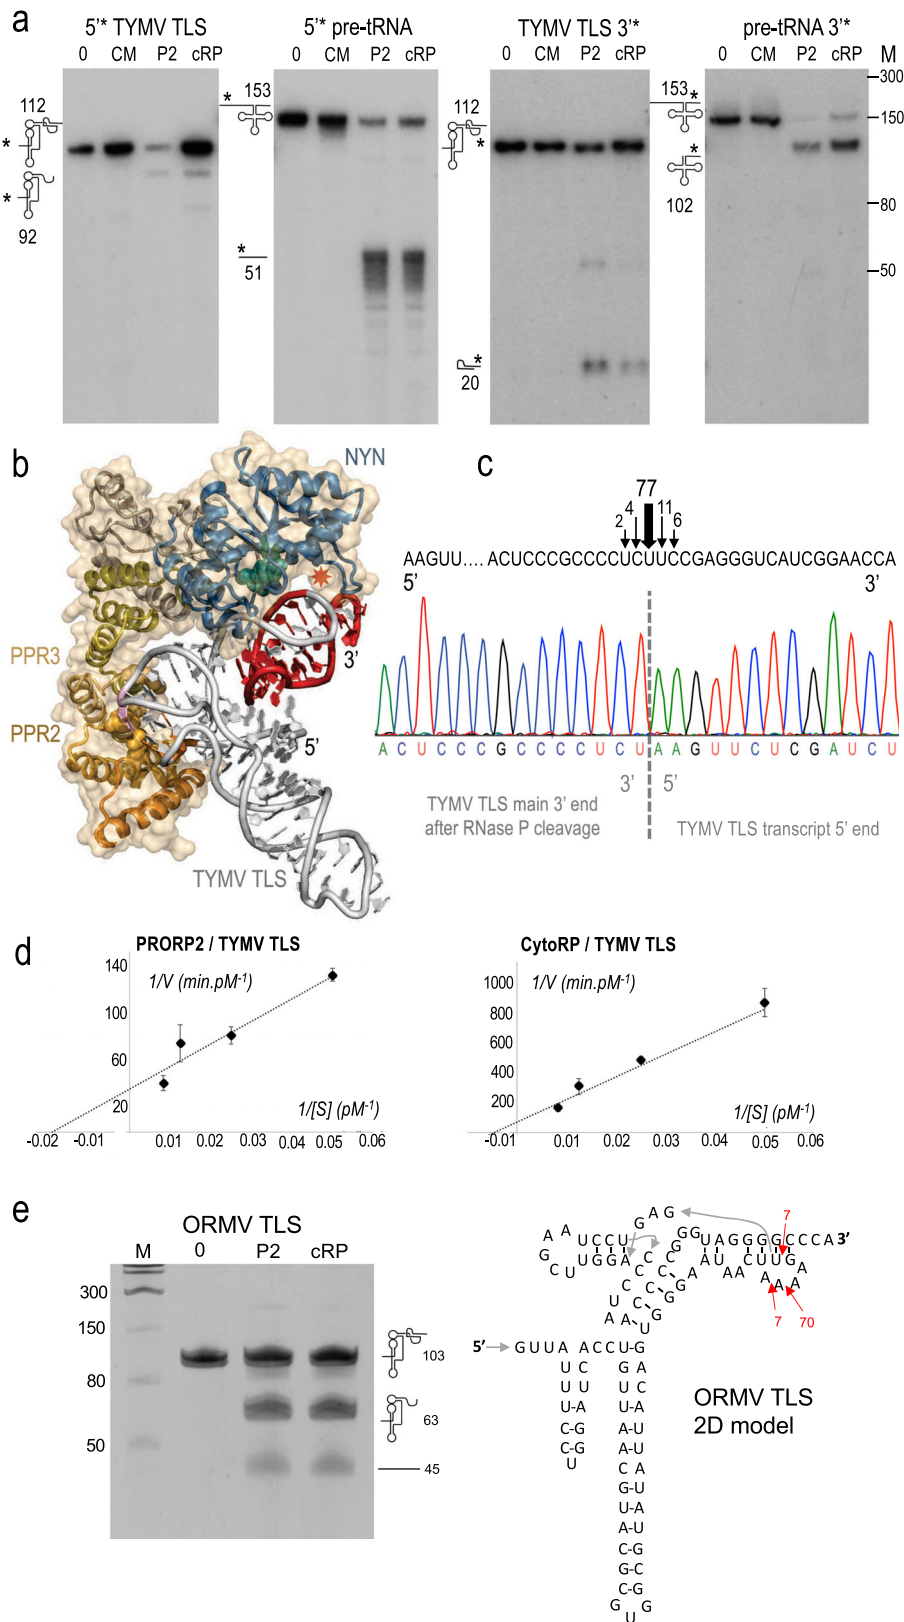 a
5'* TYMV TLS
5'* pre-tRNA
TYMV TLS 3'*
pre-tRNA 3'*
0 CM P2 cRP
0 CM P2 cRP
0 CM P2 cRP
0 CM P2 cRP M
112
*
*
92
* 153
*
51
112
*
*
20
153 *
*
102
300
150
80
50
b
NYN
PPR3
PPR2
3'
5'
TYMV TLS
c
77
2 4 11 6
AAGUU.... ACUCCCGCCCCUCUUCCGAGGGUCAUCGGAACCA
5' 3'
A C U C C C G C C C C U C U A A G U U C U C G A U C U
3' 5'
TYMV TLS main 3' end
after RNase P cleavage
TYMV TLS transcript 5' end
d
PRORP2 / TYMV TLS
1/V (min.pM-1)
140
100
60
20
1/[S] (pM-1)
-0.02 -0.01 0.01 0.02 0.03 0.04 0.05 0.06
CytoRP / TYMV TLS
1/V (min.pM-1)
1000
800
600
400
200
1/[S] (pM-1)
-0.01 0.01 0.02 0.03 0.04 0.05 0.06
e
ORMV TLS
M 0 P2 cRP
300
150
80
50
103
63
45
7
7
70
3'
5'
ORMV TLS
2D model